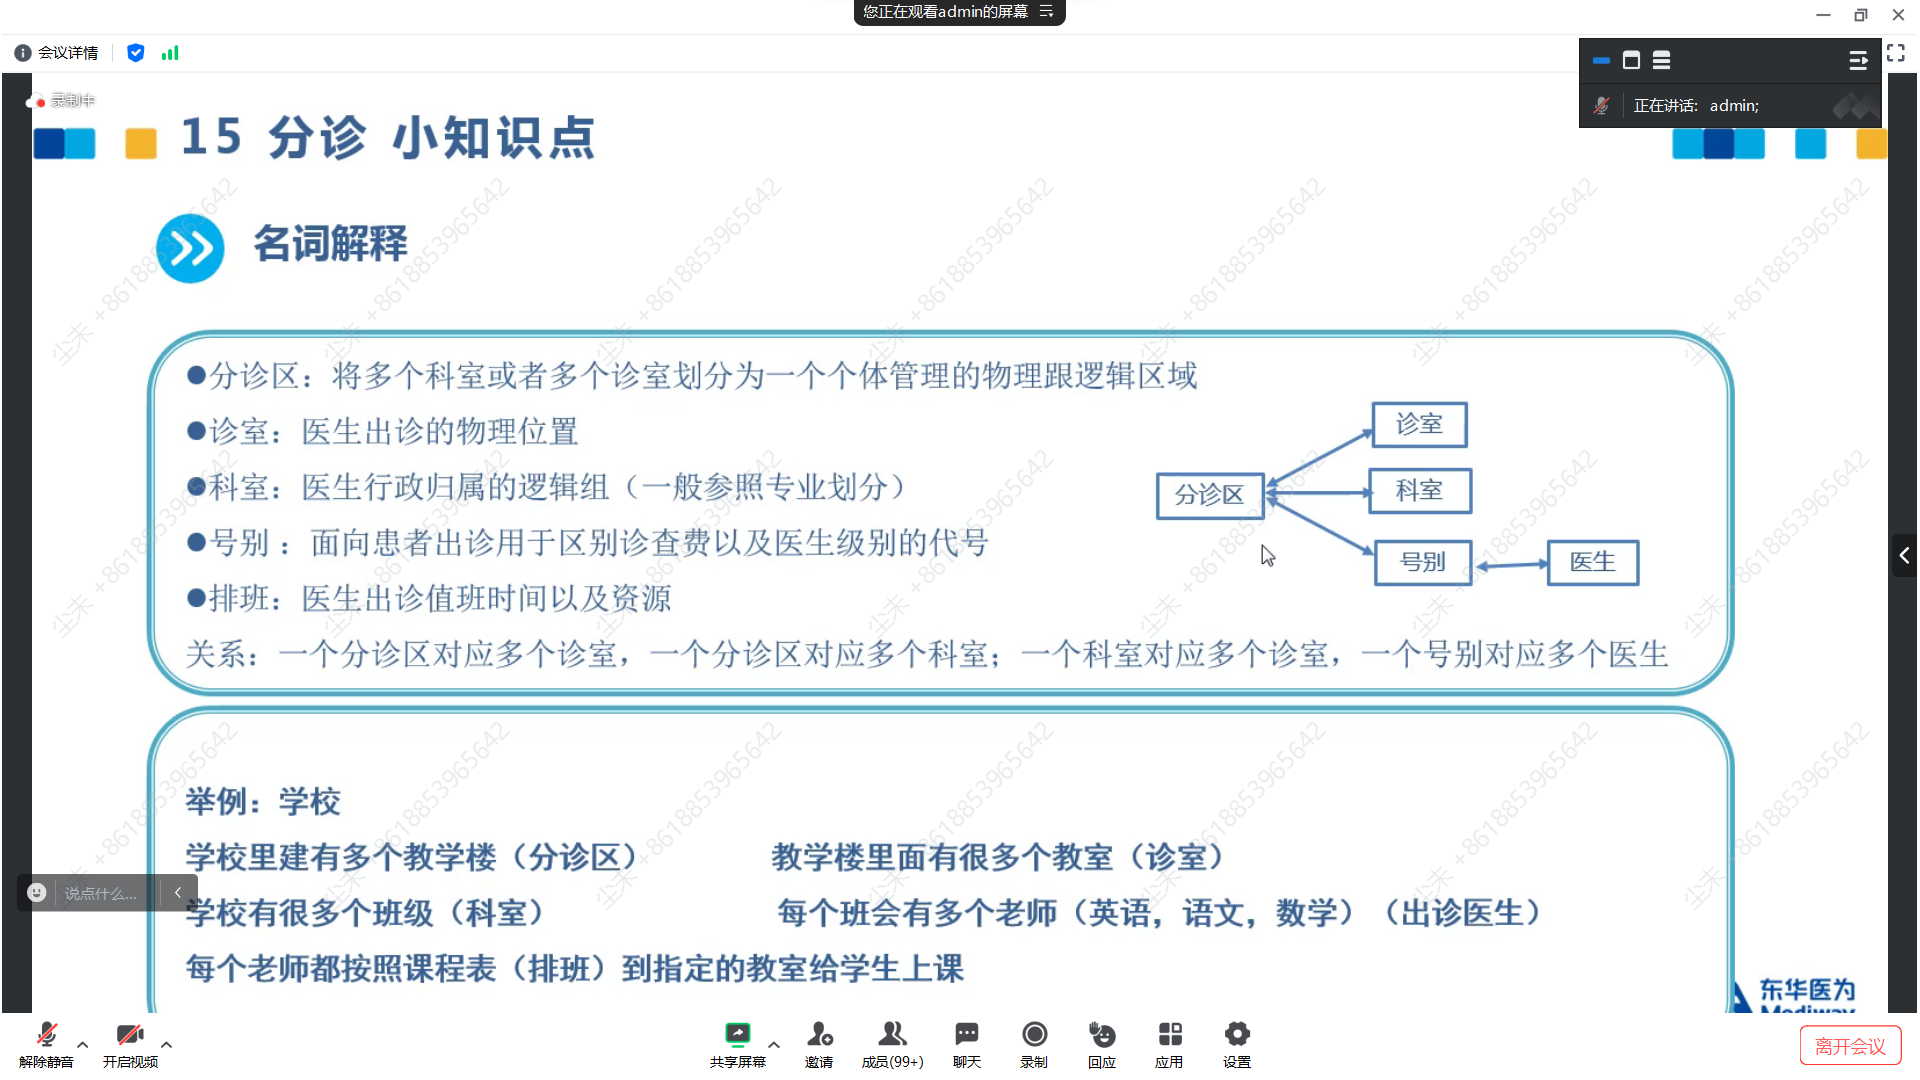 您正在观看admin的屏幕
会议详情
正在讲话: admin;
录制中
15 分诊 小知识点
名词解释
●分诊区：将多个科室或者多个诊室划分为一个个体管理的物理跟逻辑区域
●诊室：医生出诊的物理位置
●科室：医生行政归属的逻辑组（一般参照专业划分）
●号别 ：面向患者出诊用于区别诊查费以及医生级别的代号
●排班：医生出诊值班时间以及资源
关系：一个分诊区对应多个诊室，一个分诊区对应多个科室；一个科室对应多个诊室，一个号别对应多个医生
诊室
分诊区
科室
号别
医生
举例：学校
学校里建有多个教学楼（分诊区） 教学楼里面有很多个教室（诊室）
学校有很多个班级（科室） 每个班会有多个老师（英语，语文，数学）（出诊医生）
每个老师都按照课程表（排班）到指定的教室给学生上课
说点什么...
东华医为
Mediway
尘未 +8618853965642
解除静音
开启视频
共享屏幕
邀请
成员(99+)
聊天
录制
回应
应用
设置
离开会议